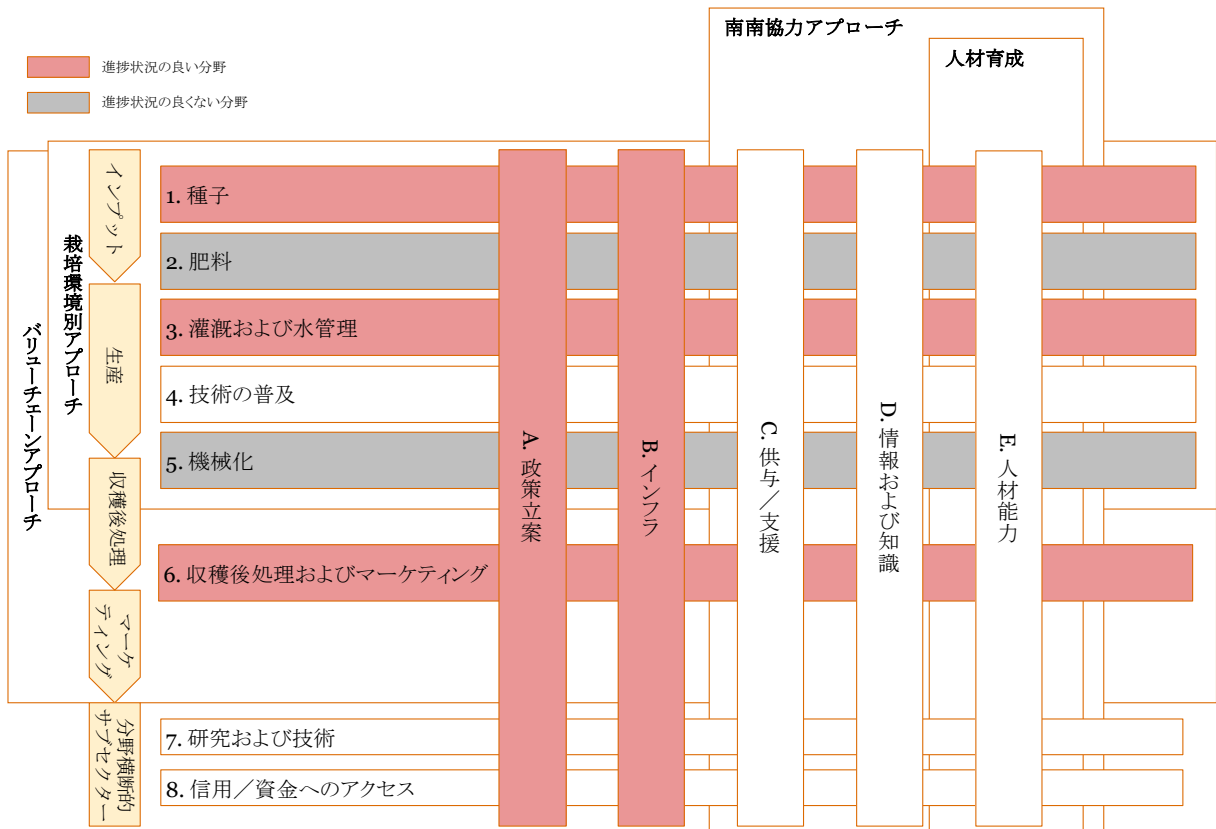 南南協力アプローチ
人材育成
進捗状況の良い分野
進捗状況の良くない分野
バリューチェーンアプローチ
栽培環境別アプローチ
インプット
生産
収穫後処理
マーケ
ティング
分野横断的
サブセクター
1. 種子
2. 肥料
3. 灌漑および水管理
4. 技術の普及
5. 機械化
6. 収穫後処理およびマーケティング
7. 研究および技術
8. 信用／資金へのアクセス
A. 政策立案
B. インフラ
C. 供与／支援
D. 情報および知識
E. 人材能力